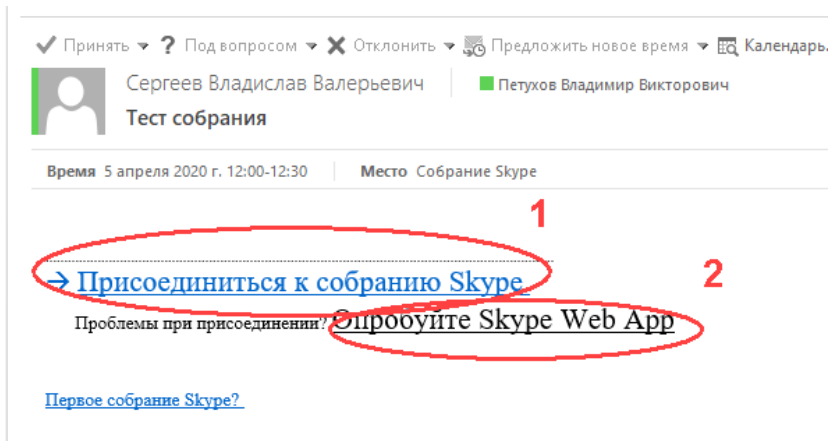 Принять ? Под вопросом Отклонить Предложить новое время Календарь.
Сергеев Владислав Валерьевич Петухов Владимир Викторович
Тест собрания
Время 5 апреля 2020 г. 12:00-12:30 Место Собрание Skype
1
→ Присоединиться к собранию Skype
2
Проблемы при присоединении? Опробуйте Skype Web App
Первое собрание Skype?